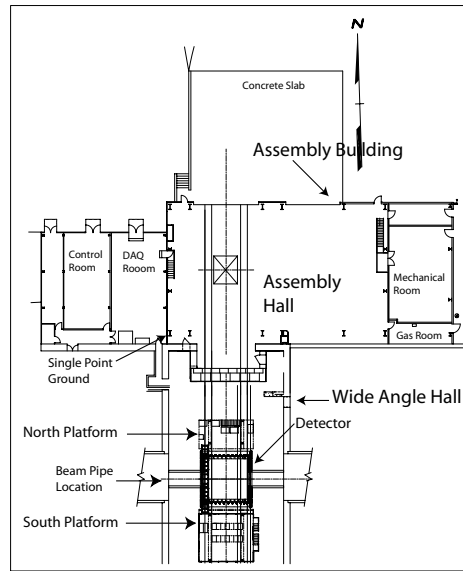 N
Concrete Slab
Assembly Building
Control
Room
DAQ
Rooom
Assembly
Hall
Mechanical
Room
Gas Room
Single Point
Ground
Wide Angle Hall
North Platform
Detector
Beam Pipe
Location
South Platform